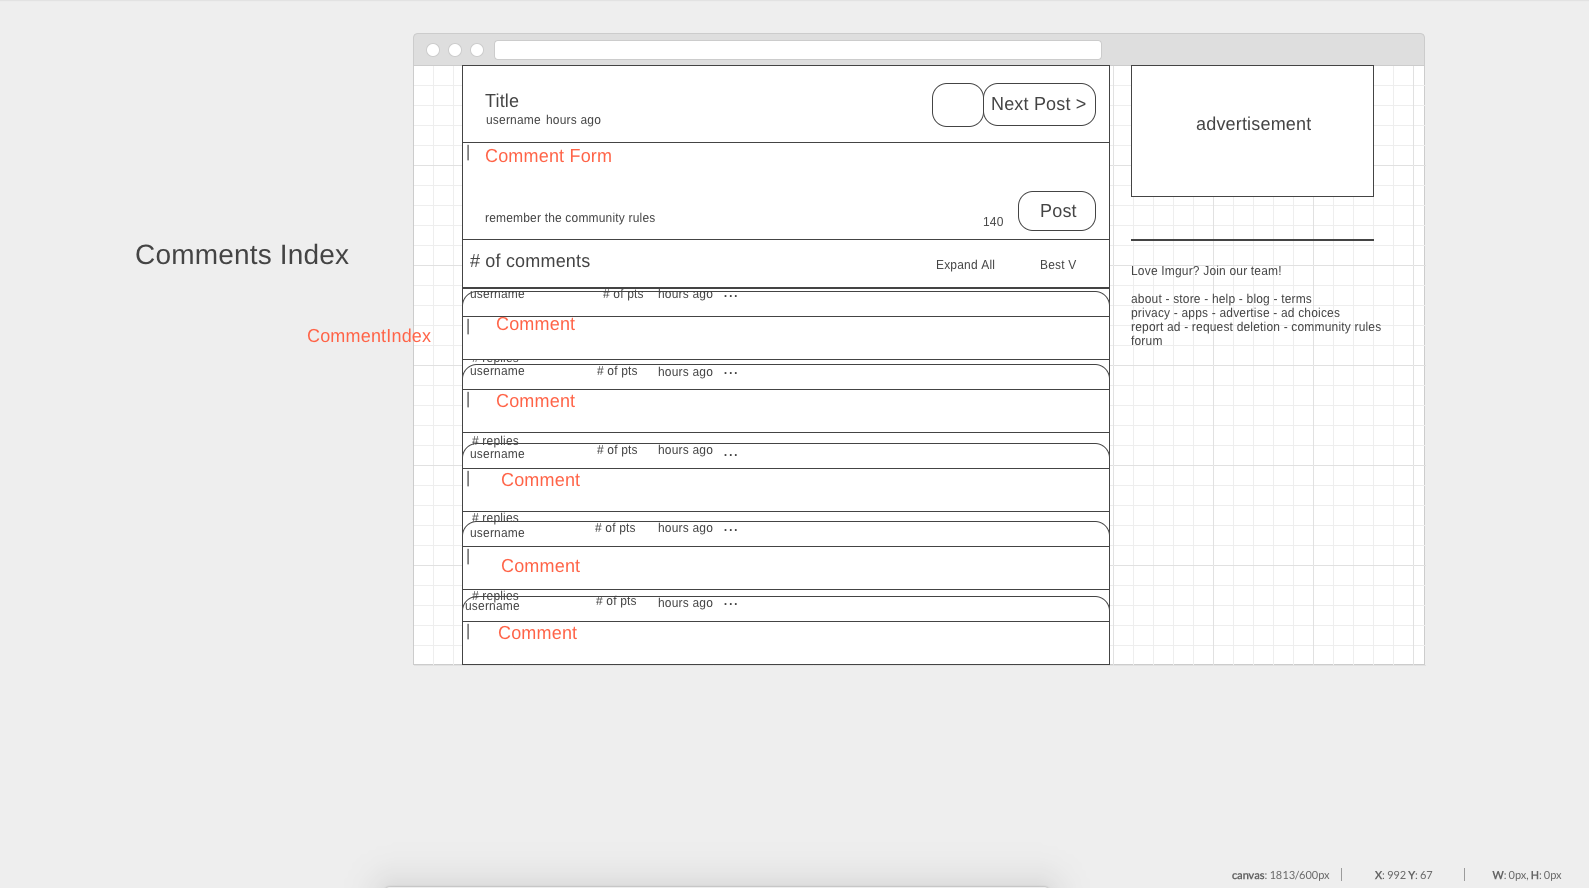 Title
username hours ago
Next Post >
advertisement
Comment Form
remember the community rules
140
Post
Comments Index
# of comments
Expand All
Best V
Love Imgur? Join our team!
about - store - help - blog - terms
privacy - apps - advertise - ad choices
report ad - request deletion - community rules
forum
CommentIndex
username # of pts hours ago ...
Comment
# replies
username # of pts hours ago ...
Comment
# replies
username # of pts hours ago ...
Comment
# replies
username # of pts hours ago ...
Comment
# replies
username # of pts hours ago ...
Comment
canvas: 1813/600px X: 992 Y: 67 W: 0px, H: 0px